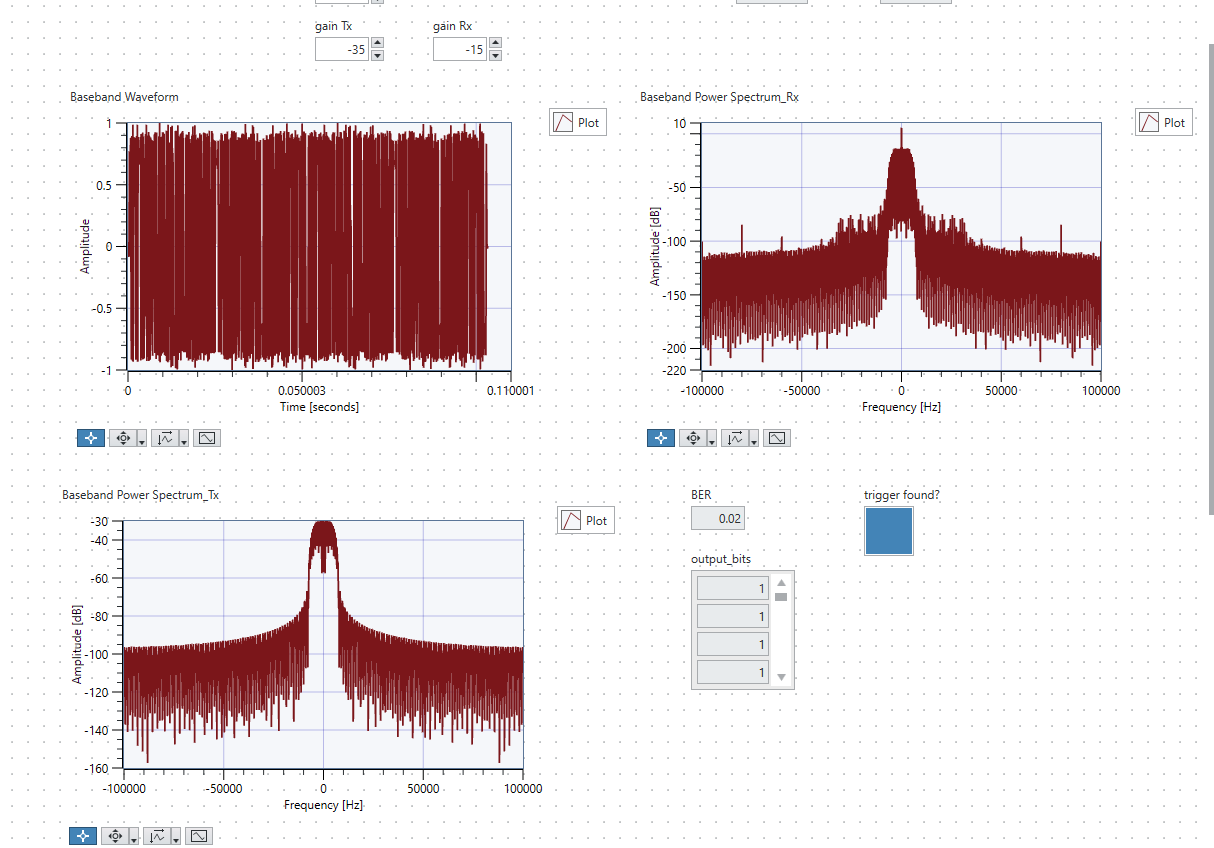 gain Tx gain Rx
-35 -15
Baseband Waveform
Plot
1
0.5
0
-0.5
-1
Amplitude
0 0.050003 0.110001
Time [seconds]
Baseband Power Spectrum_Rx
Plot
10
-50
-100
-150
-200
-220
Amplitude [dB]
-100000 -50000 0 50000 100000
Frequency [Hz]
Baseband Power Spectrum_Tx
Plot
-30
-40
-60
-80
-100
-120
-140
-160
Amplitude [dB]
-100000 -50000 0 50000 100000
Frequency [Hz]
BER
0.02
trigger found?
output_bits
1
1
1
1